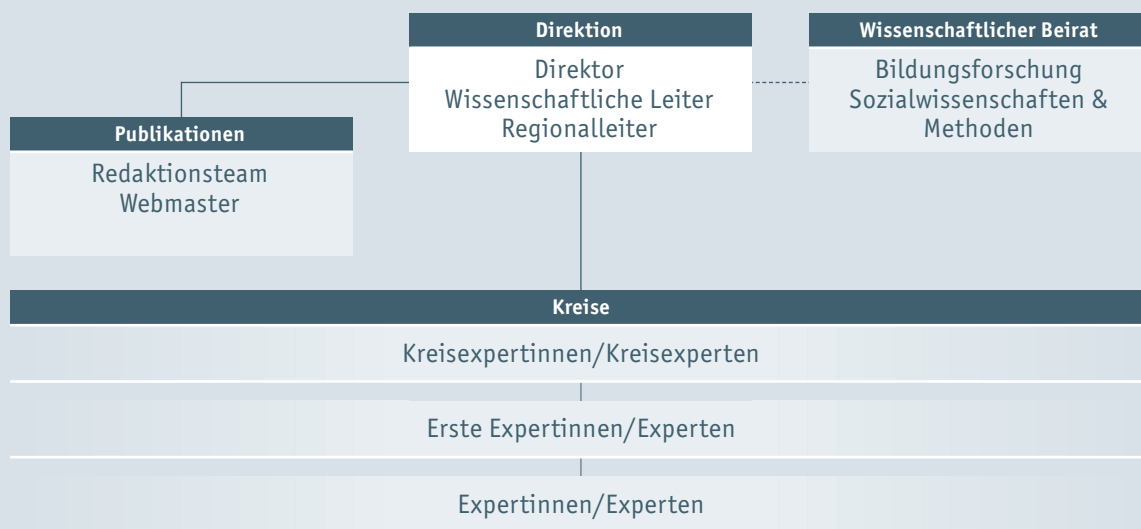 Direktion
Direktor
Wissenschaftliche Leiter
Regionalleiter
Wissenschaftlicher Beirat
Bildungsforschung
Sozialwissenschaften &
Methoden
Publikationen
Redaktionsteam
Webmaster
Kreise
Kreisexpertinnen/Kreisexperten
Erste Expertinnen/Experten
Expertinnen/Experten